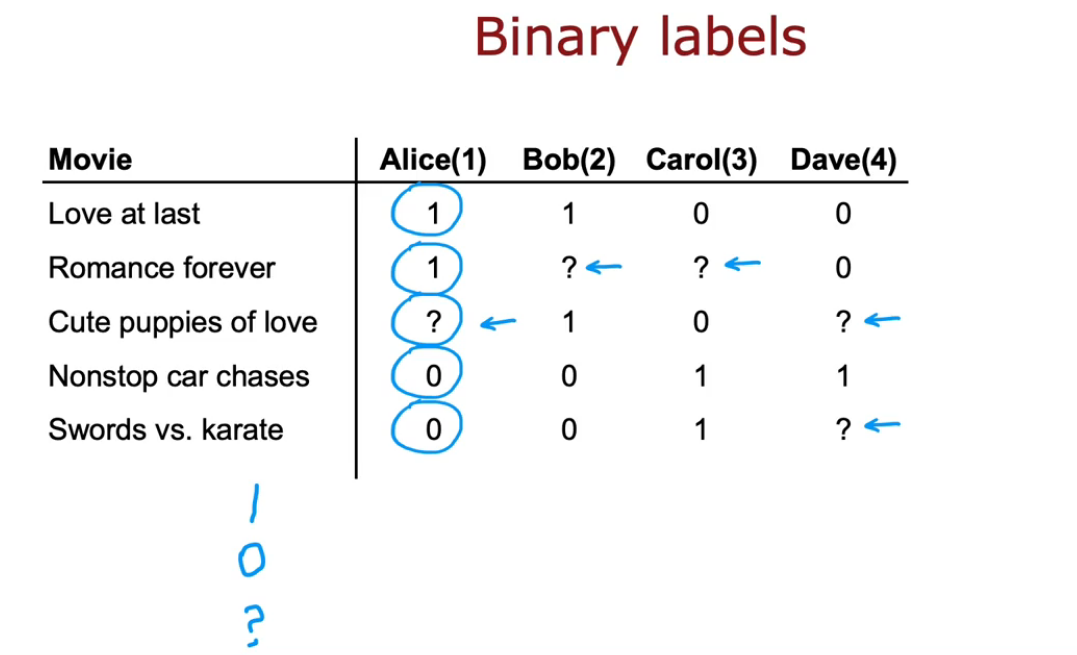 Binary labels
Movie Alice(1) Bob(2) Carol(3) Dave(4)
Love at last 1 1 0 0
Romance forever 1 ? ? 0
Cute puppies of love ? 1 0 ?
Nonstop car chases 0 0 1 1
Swords vs. karate 0 0 1 ?
1
0
?